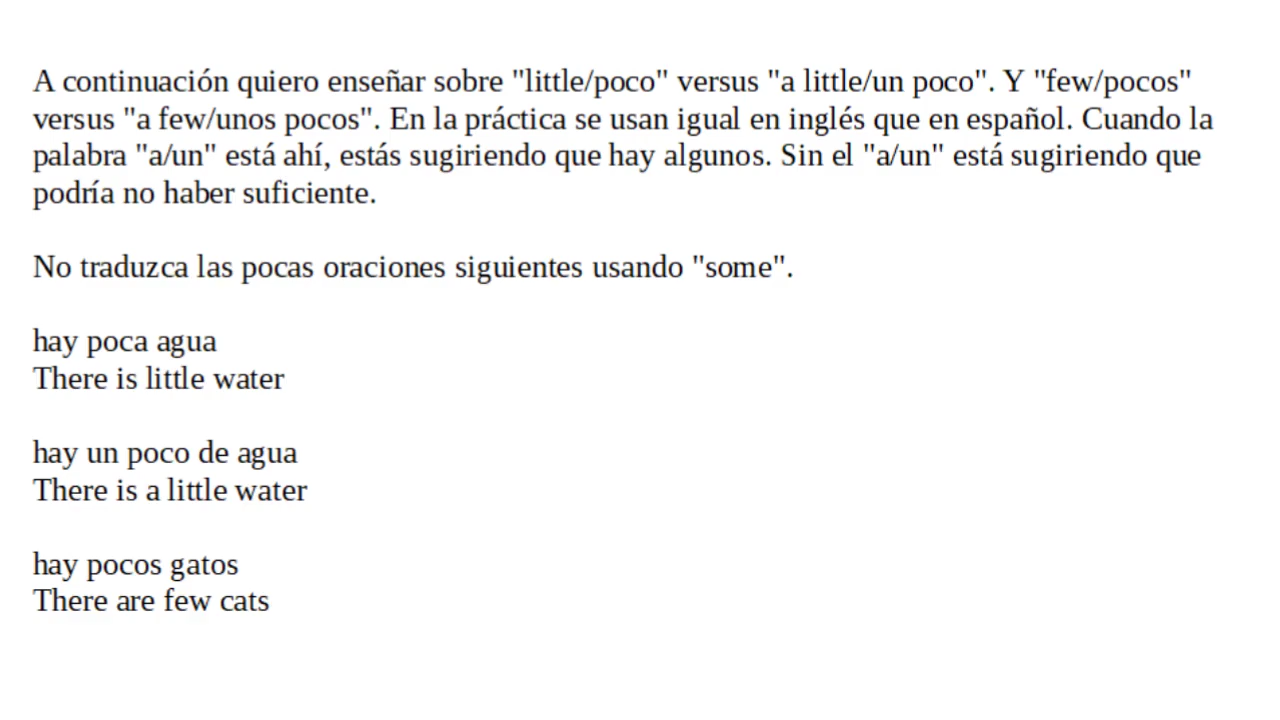 A continuación quiero enseñar sobre "little/poco" versus "a little/un poco". Y "few/pocos"
versus "a few/unos pocos". En la práctica se usan igual en inglés que en español. Cuando la
palabra "a/un" está ahí, estás sugiriendo que hay algunos. Sin el "a/un" está sugiriendo que
podría no haber suficiente.
No traduzca las pocas oraciones siguientes usando "some".
hay poca agua
There is little water
hay un poco de agua
There is a little water
hay pocos gatos
There are few cats